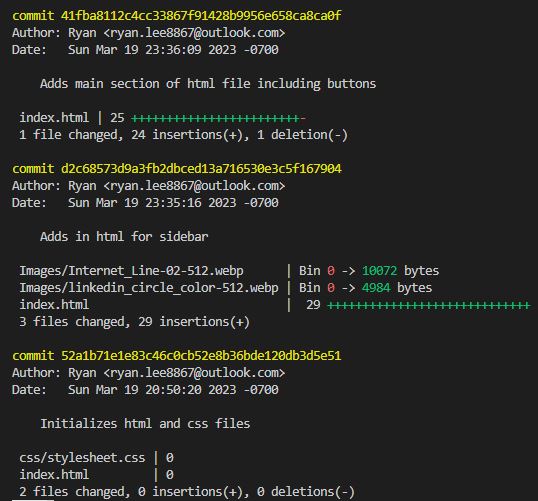 commit 41fba8112c4cc33867f91428b9956e658ca8ca0f
Author: Ryan <ryan.lee8867@outlook.com>
Date:   Sun Mar 19 23:36:09 2023 -0700
    Adds main section of html file including buttons
 index.html | 25 ++++++++++++++++++++++++-
 1 file changed, 24 insertions(+), 1 deletion(-)
commit d2c68573d9a3fb2dbced13a716530e3c5f167904
Author: Ryan <ryan.lee8867@outlook.com>
Date:   Sun Mar 19 23:35:16 2023 -0700
    Adds in html for sidebar
 Images/Internet_Line-02-512.webp      | Bin 0 -> 10072 bytes
 Images/linkedin_circle_color-512.webp | Bin 0 -> 4984 bytes
 index.html                            |  29 +++++++++++++++++++++++++++++
 3 files changed, 29 insertions(+)
commit 52a1b71e1e83c46c0cb52e8b36bde120db3d5e51
Author: Ryan <ryan.lee8867@outlook.com>
Date:   Sun Mar 19 20:50:20 2023 -0700
    Initializes html and css files
 css/stylesheet.css | 0
 index.html         | 0
 2 files changed, 0 insertions(+), 0 deletions(-)